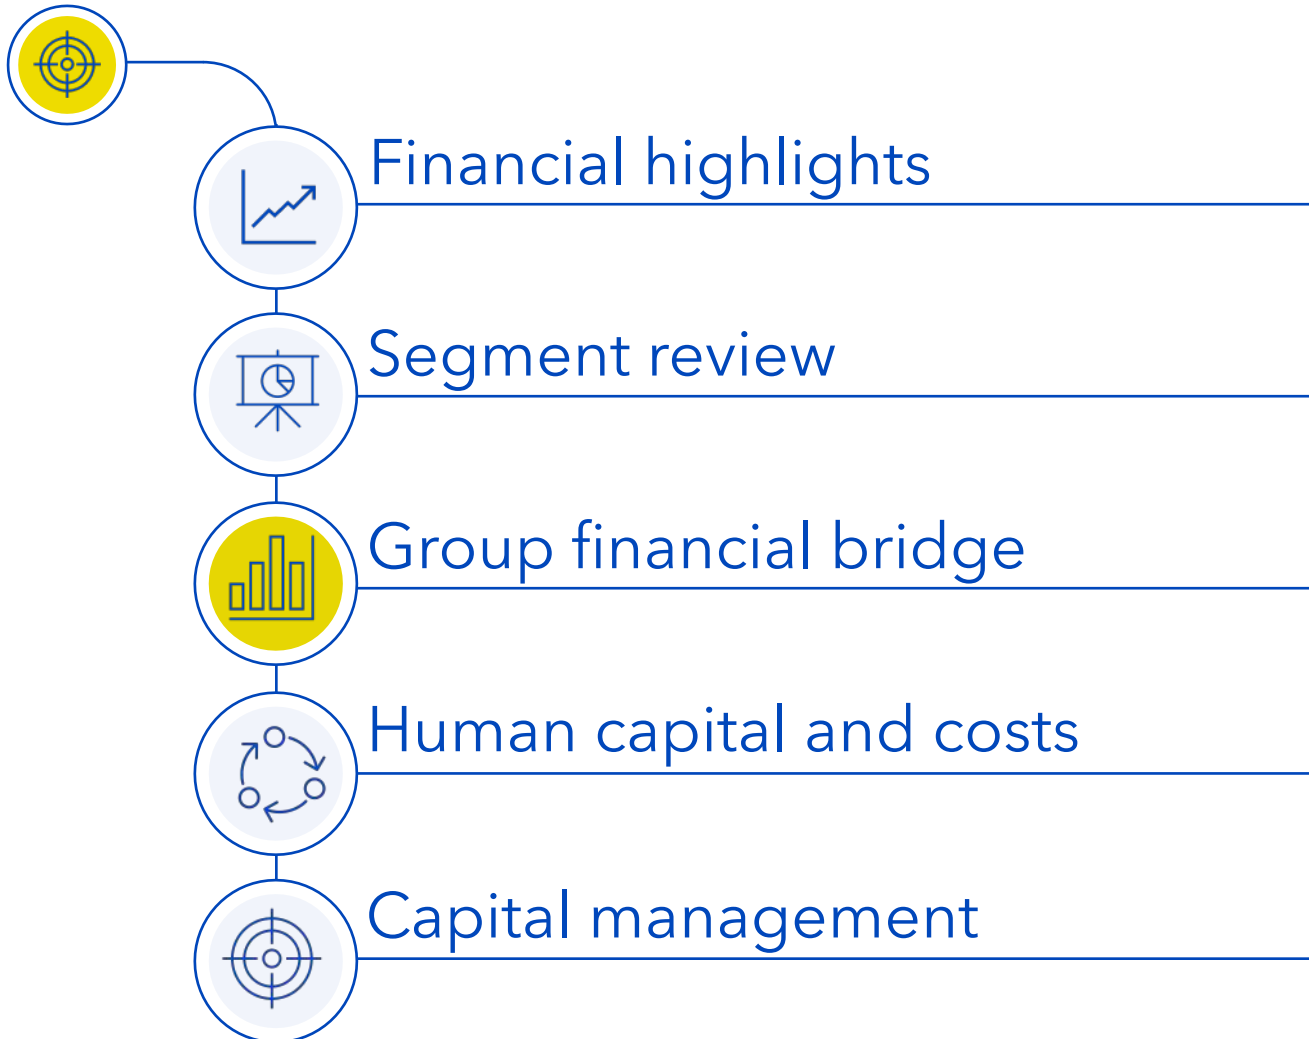 Financial highlights
Segment review
Group financial bridge
Human capital and costs
Capital management